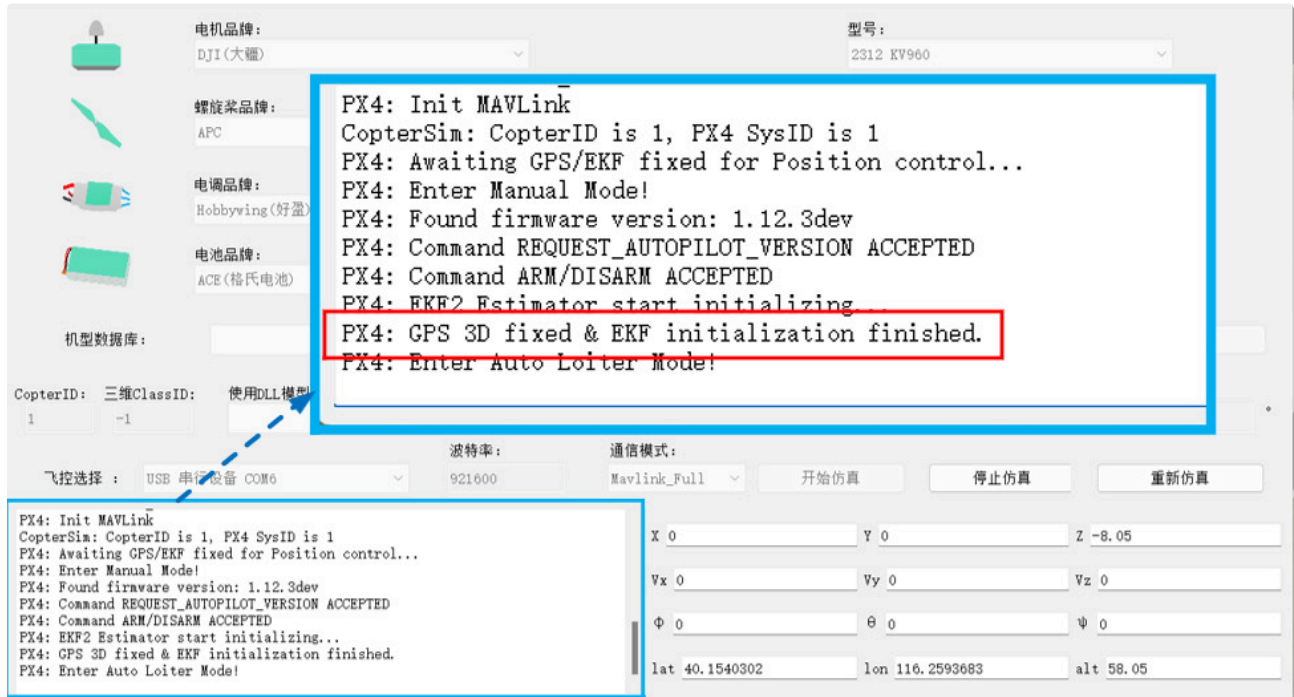 电机品牌：
型号：
DJI(大疆)
2312 KV960
螺旋桨品牌：
APC
电调品牌：
Hobbywing(好盈)
电池品牌：
ACE(格氏电池)
机型数据库：
PX4: Init MAVLink
CopterSim: CopterID is 1, PX4 SysID is 1
PX4: Awaiting GPS/EKF fixed for Position control...
PX4: Enter Manual Mode!
PX4: Found firmware version: 1.12.3dev
PX4: Command REQUEST_AUTOPILOT_VERSION ACCEPTED
PX4: Command ARM/DISARM ACCEPTED
PX4: EKF2 Estimator start initializing...
PX4: GPS 3D fixed & EKF initialization finished.
PX4: Enter Auto Loiter Mode!
CopterID: 三维ClassID: 使用DLL模型
1 -1
波特率： 通信模式：
飞控选择 ： USB 串行设备 COM6 921600 Mavlink_Full 开始仿真 停止仿真 重新仿真
PX4: Init MAVLink
CopterSim: CopterID is 1, PX4 SysID is 1
PX4: Awaiting GPS/EKF fixed for Position control...
PX4: Enter Manual Mode!
PX4: Found firmware version: 1.12.3dev
PX4: Command REQUEST_AUTOPILOT_VERSION ACCEPTED
PX4: Command ARM/DISARM ACCEPTED
PX4: EKF2 Estimator start initializing...
PX4: GPS 3D fixed & EKF initialization finished.
PX4: Enter Auto Loiter Mode!
X 0 Y 0 Z -8.05
Vx 0 Vy 0 Vz 0
Φ 0 θ 0 ψ 0
lat 40.1540302 lon 116.2593683 alt 58.05